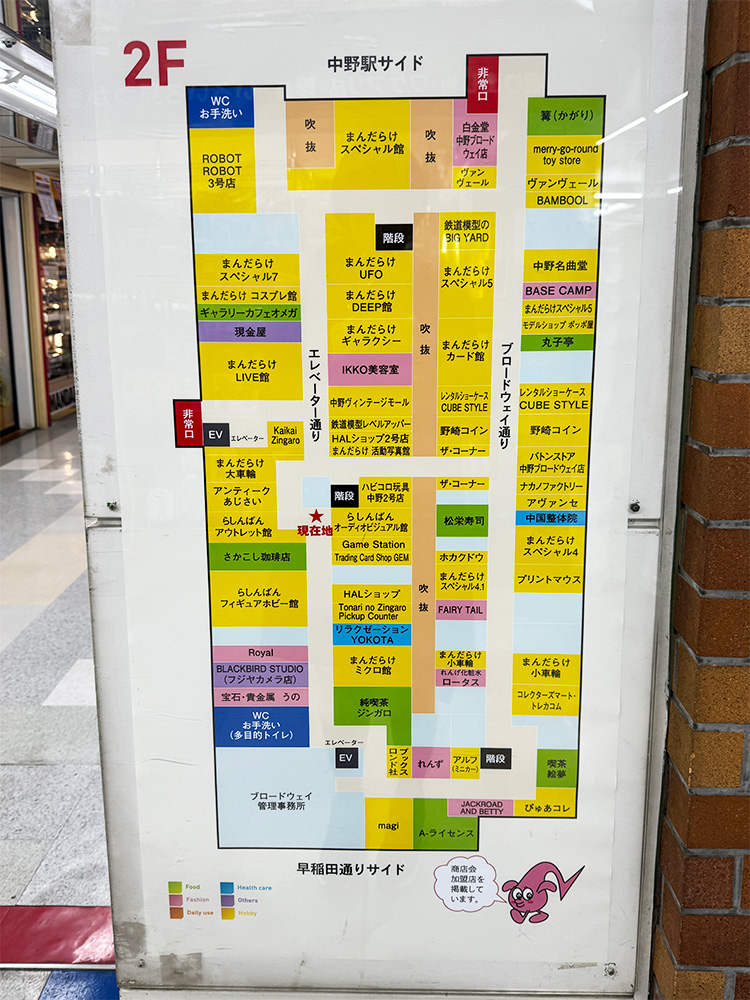 2F
中野駅サイド
非常口
WC
お手洗い
吹抜
まんだらけ
スペシャル館
吹抜
白金堂
中野ブロード
ウェイ店
篝(かがり)
ROBOT
ROBOT
3号店
merry-go-round
toy store
ヴァン
ヴェール
ヴァンヴェール
BAMBOOL
階段
鉄道模型の
BIG YARD
まんだらけ
スペシャル7
まんだらけ
UFO
まんだらけ
スペシャル5
中野名曲堂
まんだらけ コスプレ館
まんだらけ
DEEP館
BASE CAMP
ギャラリーカフェオメガ
まんだらけスペシャル5
現金屋
まんだらけ
ギャラクシー
吹抜
モデルショップ ポッポ屋
丸子亭
まんだらけ
LIVE館
エレベーター通り
IKKO美容室
まんだらけ
カード館
ブロードウェイ通り
中野ヴィンテージモール
レンタルショーケース
CUBE STYLE
レンタルショーケース
CUBE STYLE
非常口
EV
エレベーター
Kaikai
Zingaro
鉄道模型レベルアッパー
HALショップ2号店
まんだらけ 活動写真館
野崎コイン
ザ・コーナー
野崎コイン
バトンストア
中野ブロードウェイ店
まんだらけ
大車輪
階段
ハビコロ玩具
中野2号店
ザ・コーナー
ナカノファクトリー
アンティーク
あじさい
アヴァンセ
現在地
らしんばん
オーディオビジュアル館
松栄寿司
中国整体院
らしんばん
アウトレット館
Game Station
Trading Card Shop GEM
まんだらけ
スペシャル4
さかこし珈琲店
ホカクドウ
らしんばん
フィギュアホビー館
HALショップ
吹抜
まんだらけ
スペシャル4.1
プリントマウス
Tonari no Zingaro
Pickup Counter
FAIRY TAIL
リラクゼーション
YOKOTA
Royal
まんだらけ
ミクロ館
まんだらけ
小車輪
まんだらけ
小車輪
BLACKBIRD STUDIO
(フジヤカメラ店)
れんげ化粧水
ロータス
宝石・貴金属 うの
純喫茶
ジンガロ
コレクターズマート・
トレカコム
WC
お手洗い
(多目的トイレ)
エレベーター
EV
ブックス
ロンド社
れんず
アルフ
(ミニカー)
階段
喫茶
絵夢
ブロードウェイ
管理事務所
magi
A-ライセンス
JACKROAD
AND BETTY
ぴゅあコレ
早稲田通りサイド
Food
Health care
Fashion
Others
Daily use
Hobby
商店会
加盟店を
掲載して
います。